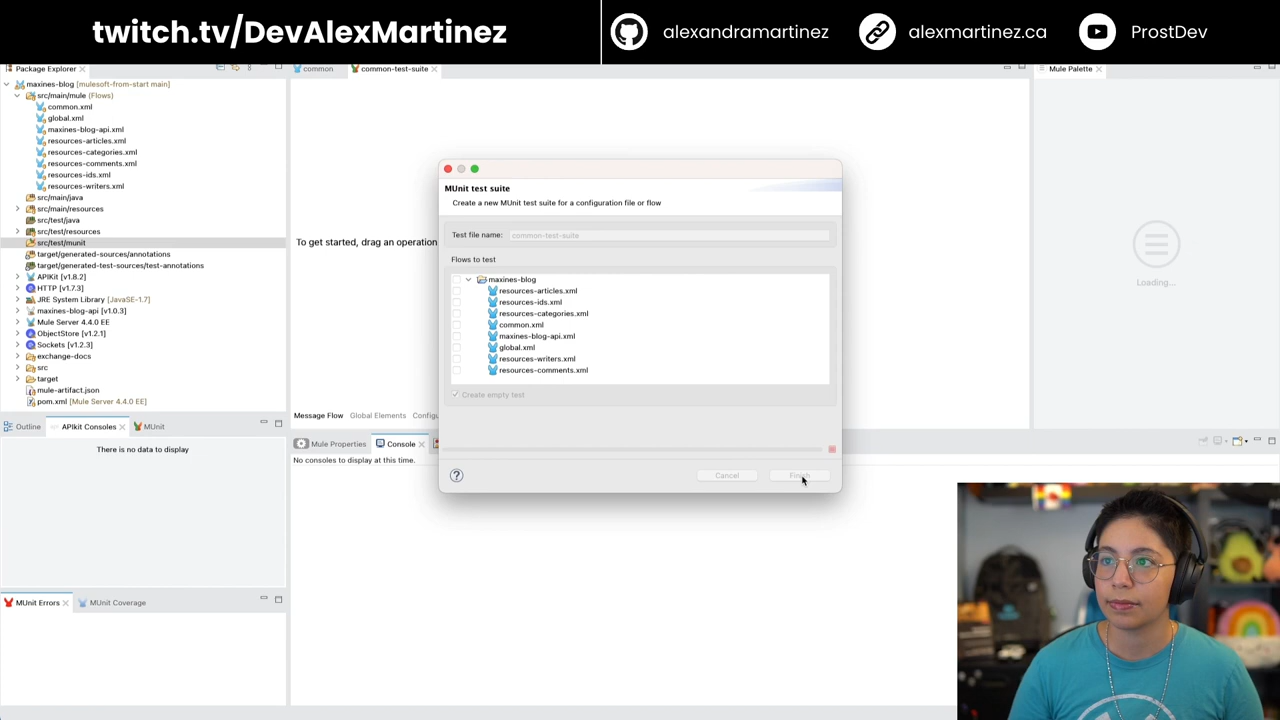 twitch.tv/DevAlexMartinez
alexandramartinez
alexmartinez.ca
ProstDev
Package Explorer
common
common-test-suite
Mule Palette
maxines-blog [mulesoft-from-start main]
src/main/mule (Flows)
common.xml
global.xml
maxines-blog-api.xml
resources-articles.xml
resources-categories.xml
resources-comments.xml
resources-ids.xml
resources-writers.xml
src/main/java
src/main/resources
src/test/java
src/test/resources
src/test/munit
target/generated-sources/annotations
target/generated-test-sources/test-annotations
APIKit [v1.8.2]
HTTP [v1.7.3]
JRE System Library [JavaSE-1.7]
maxines-blog-api [v1.0.3]
Mule Server 4.4.0 EE
ObjectStore [v1.2.1]
Sockets [v1.2.3]
exchange-docs
src
target
mule-artifact.json
pom.xml [Mule Server 4.4.0 EE]
To get started, drag an operation
Loading...
MUnit test suite
Create a new MUnit test suite for a configuration file or flow
Test file name:
common-test-suite
Flows to test
maxines-blog
resources-articles.xml
resources-ids.xml
resources-categories.xml
common.xml
maxines-blog-api.xml
global.xml
resources-writers.xml
resources-comments.xml
Create empty test
Cancel
Finish
Message Flow
Global Elements
Configu
Outline
APIkit Consoles
MUnit
There is no data to display
Mule Properties
Console
No consoles to display at this time.
MUnit Errors
MUnit Coverage